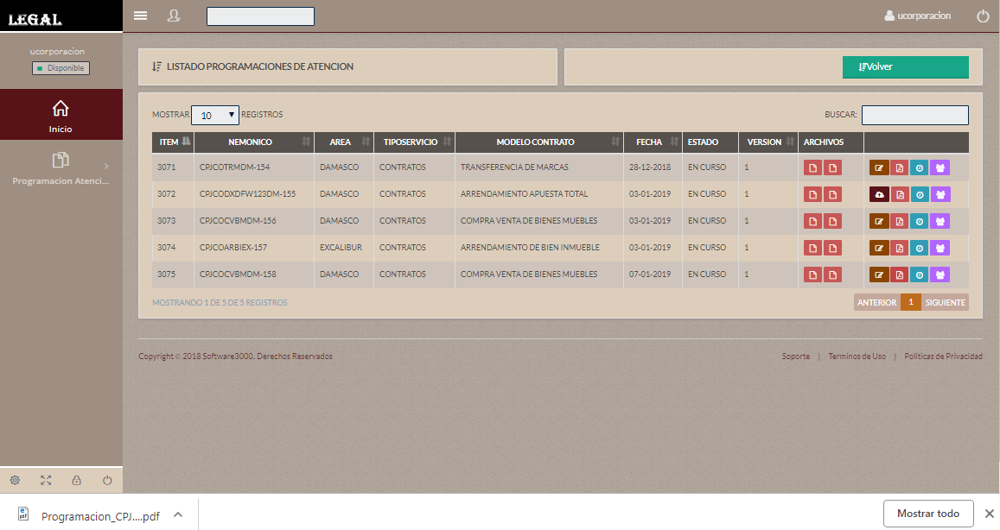 LEGAL
ucorporacion
ucorporacion
Disponible
Inicio
Programacion Atenci...
LISTADO PROGRAMACIONES DE ATENCION
Volver
MOSTRAR 10 REGISTROS
BUSCAR:
ITEM NEMONICO AREA TIPOSERVICIO MODELO CONTRATO FECHA ESTADO VERSION ARCHIVOS
3071 CPJCOTRMDM-154 DAMASCO CONTRATOS TRANSFERENCIA DE MARCAS 28-12-2018 EN CURSO 1
3072 CPJCODXDFW123DM-155 DAMASCO CONTRATOS ARRENDAMIENTO APUESTA TOTAL 03-01-2019 EN CURSO 1
3073 CPJCOCVBMDM-156 DAMASCO CONTRATOS COMPRA VENTA DE BIENES MUEBLES 03-01-2019 EN CURSO 1
3074 CPJCOARBIEX-157 EXCALIBUR CONTRATOS ARRENDAMIENTO DE BIEN INMUEBLE 03-01-2019 EN CURSO 1
3075 CPJCOCVBMDM-158 DAMASCO CONTRATOS COMPRA VENTA DE BIENES MUEBLES 07-01-2019 EN CURSO 1
MOSTRANDO 1 DE 5 DE 5 REGISTROS
ANTERIOR 1 SIGUIENTE
Copyright © 2018 Software3000. Derechos Reservados
Soporte | Terminos de Uso | Politicas de Privacidad
Programacion_CPJ....pdf
Mostrar todo